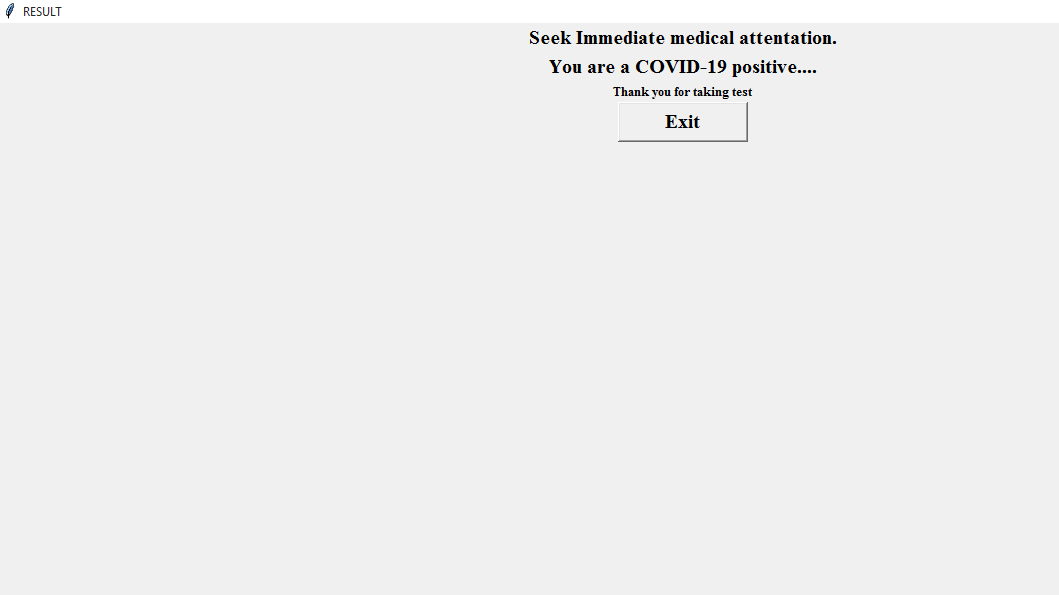 RESULT
Seek Immediate medical attentation.
You are a COVID-19 positive....
Thank you for taking test
Exit